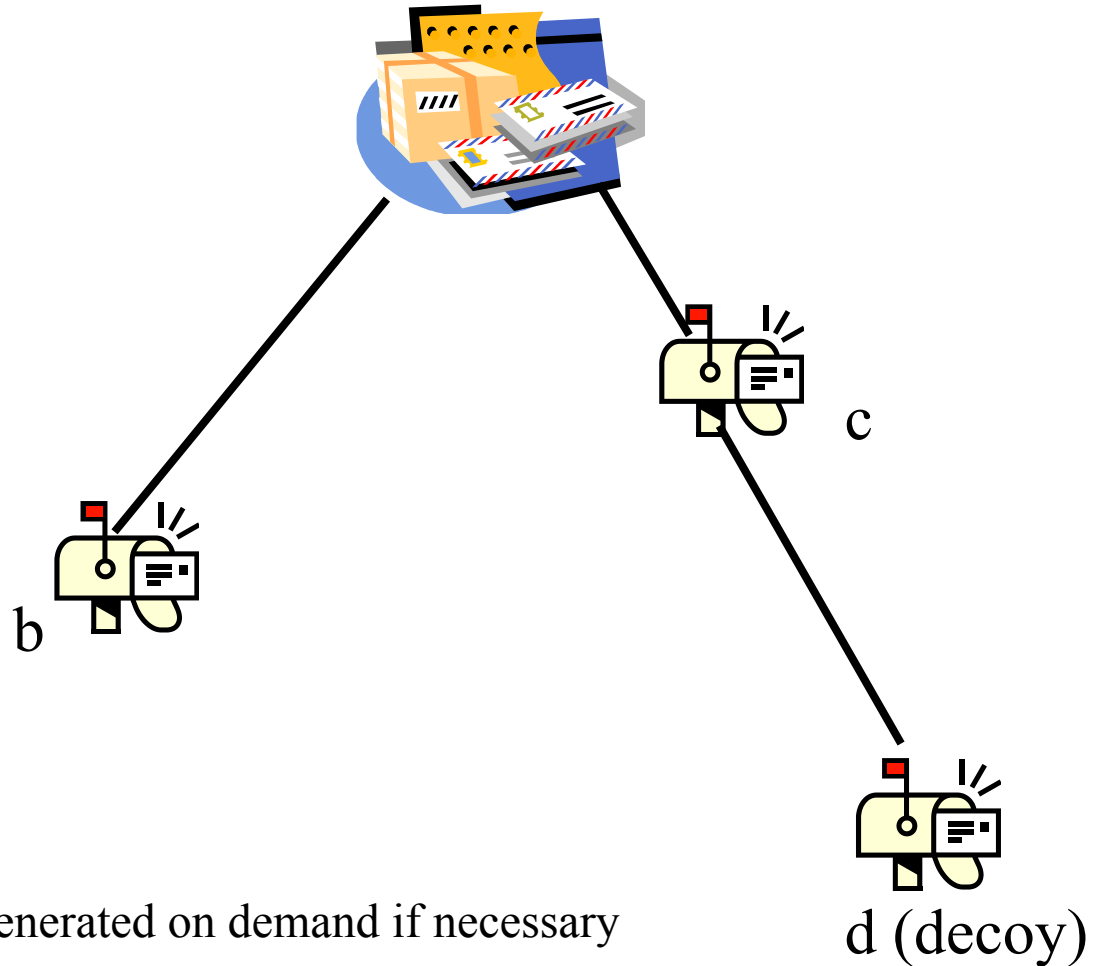 c
b
enerated on demand if necessary
d (decoy)